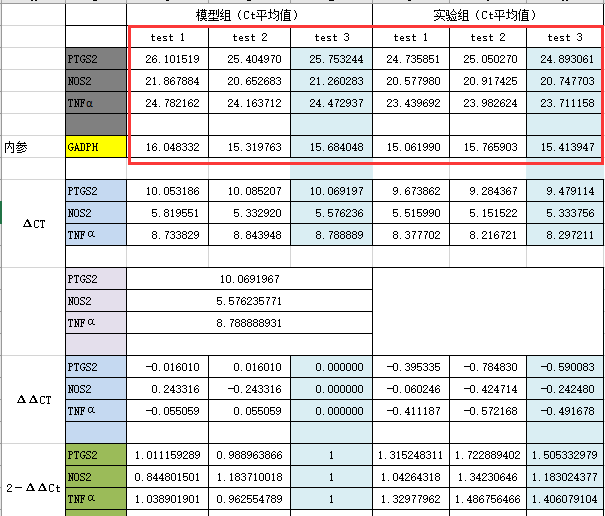 模型组（Ct平均值） 实验组（Ct平均值）
test 1 test 2 test 3 test 1 test 2 test 3
PTGS2 26.101519 25.404970 25.753244 24.735851 25.050270 24.893061
NOS2 21.867884 20.652683 21.260283 20.577980 20.917425 20.747703
TNFα 24.782162 24.163712 24.472937 23.439692 23.982624 23.711158
内参 GADPH 16.048332 15.319763 15.684048 15.061990 15.765903 15.413947
PTGS2 10.053186 10.085207 10.069197 9.673862 9.284367 9.479114
ΔCT NOS2 5.819551 5.332920 5.576236 5.515990 5.151522 5.333756
TNFα 8.733829 8.843948 8.788889 8.377702 8.216721 8.297211
PTGS2 10.0691967
NOS2 5.576235771
TNFα 8.788888931
PTGS2 -0.016010 0.016010 0.000000 -0.395335 -0.784830 -0.590083
NOS2 0.243316 -0.243316 0.000000 -0.060246 -0.424714 -0.242480
ΔΔCT TNFα -0.055059 0.055059 0.000000 -0.411187 -0.572168 -0.491678
PTGS2 1.011159289 0.988963866 1 1.315248311 1.722889402 1.505332979
2-ΔΔCt NOS2 0.844801501 1.183710018 1 1.04264318 1.34230646 1.183024377
TNFα 1.038901901 0.962554789 1 1.32977962 1.486756466 1.406079104